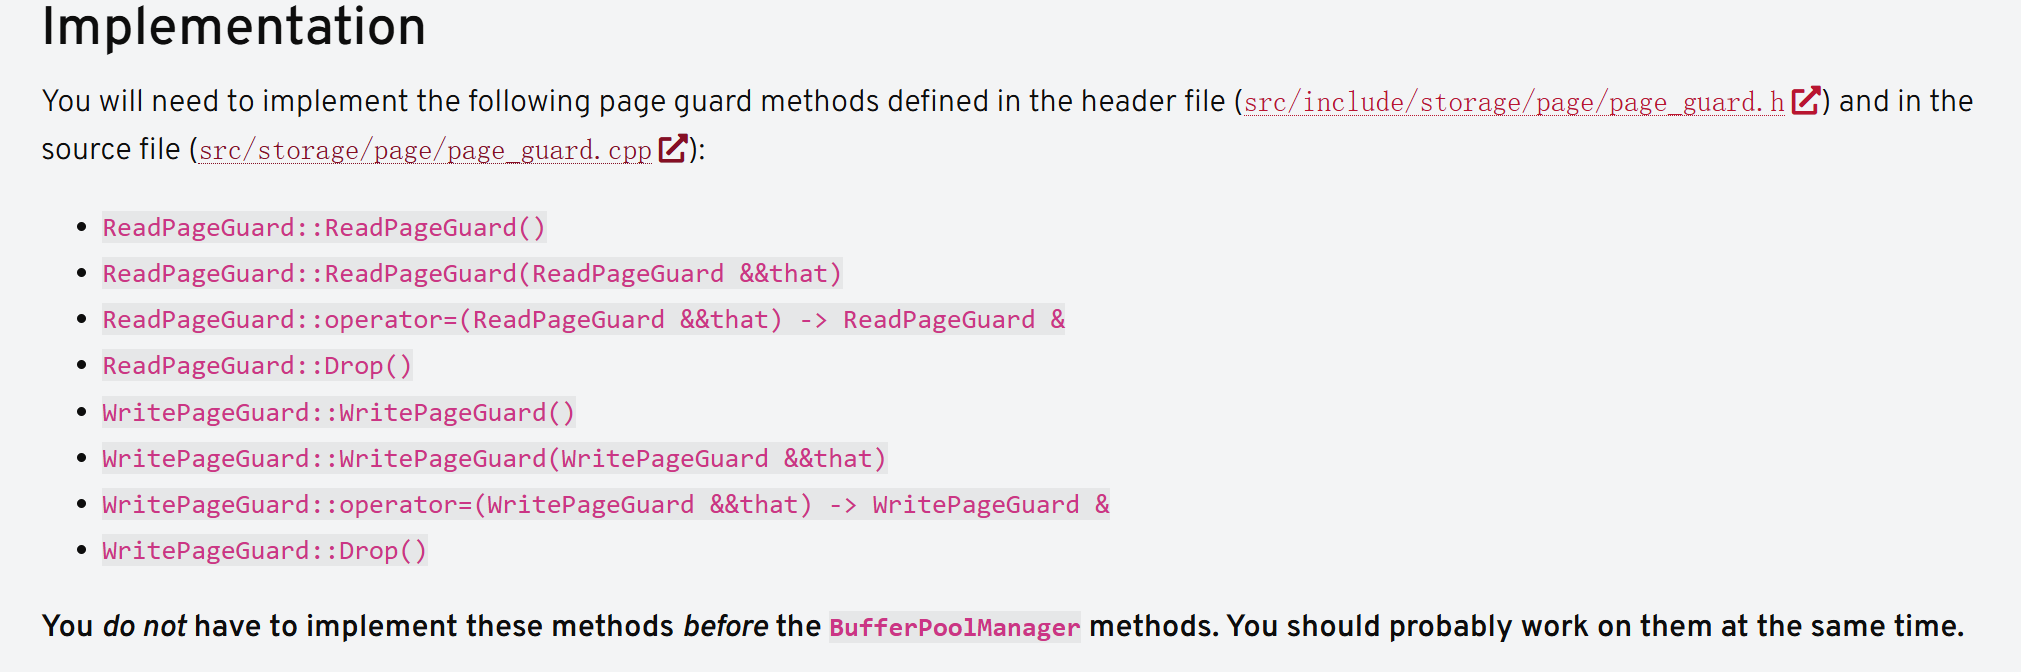 Implementation
You will need to implement the following page guard methods defined in the header file (src/include/storage/page/page_guard.h) and in the
source file (src/storage/page/page_guard.cpp):
• ReadPageGuard::ReadPageGuard()
• ReadPageGuard::ReadPageGuard(ReadPageGuard &&that)
• ReadPageGuard::operator=(ReadPageGuard &&that) -> ReadPageGuard &
• ReadPageGuard::Drop()
• WritePageGuard::WritePageGuard()
• WritePageGuard::WritePageGuard(WritePageGuard &&that)
• WritePageGuard::operator=(WritePageGuard &&that) -> WritePageGuard &
• WritePageGuard::Drop()
You do not have to implement these methods before the BufferPoolManager methods. You should probably work on them at the same time.